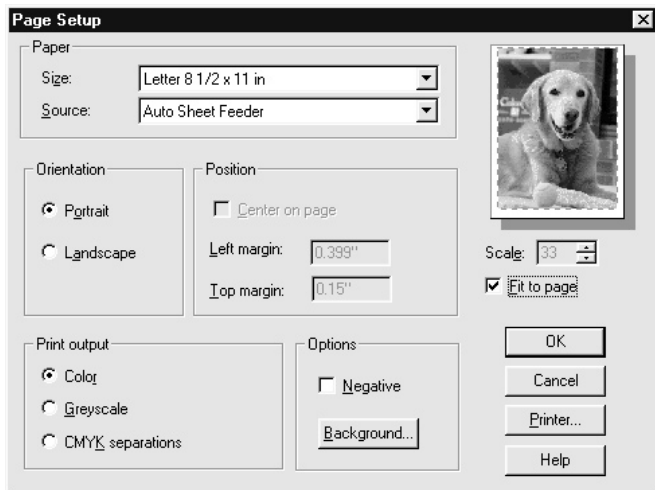 Page Setup
Paper
Size: Letter 8 1/2 x 11 in
Source: Auto Sheet Feeder
Orientation
Portrait
Landscape
Position
Center on page
Left margin: 0.399"
Top margin: 0.15"
Scale: 33
Fit to page
Print output
Color
Greyscale
CMYK separations
Options
Negative
Background...
OK
Cancel
Printer...
Help